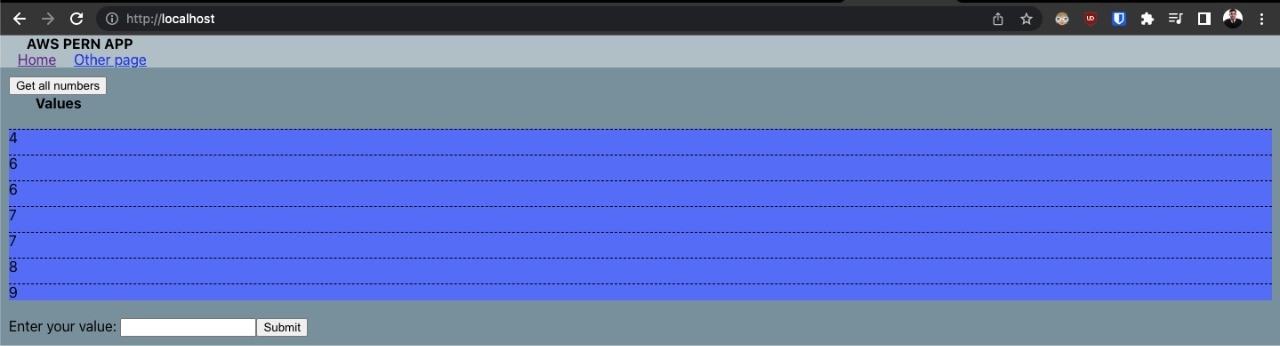 http://localhost
AWS PERN APP
Home Other page
Get all numbers
Values
4
6
6
7
7
8
9
Enter your value: Submit